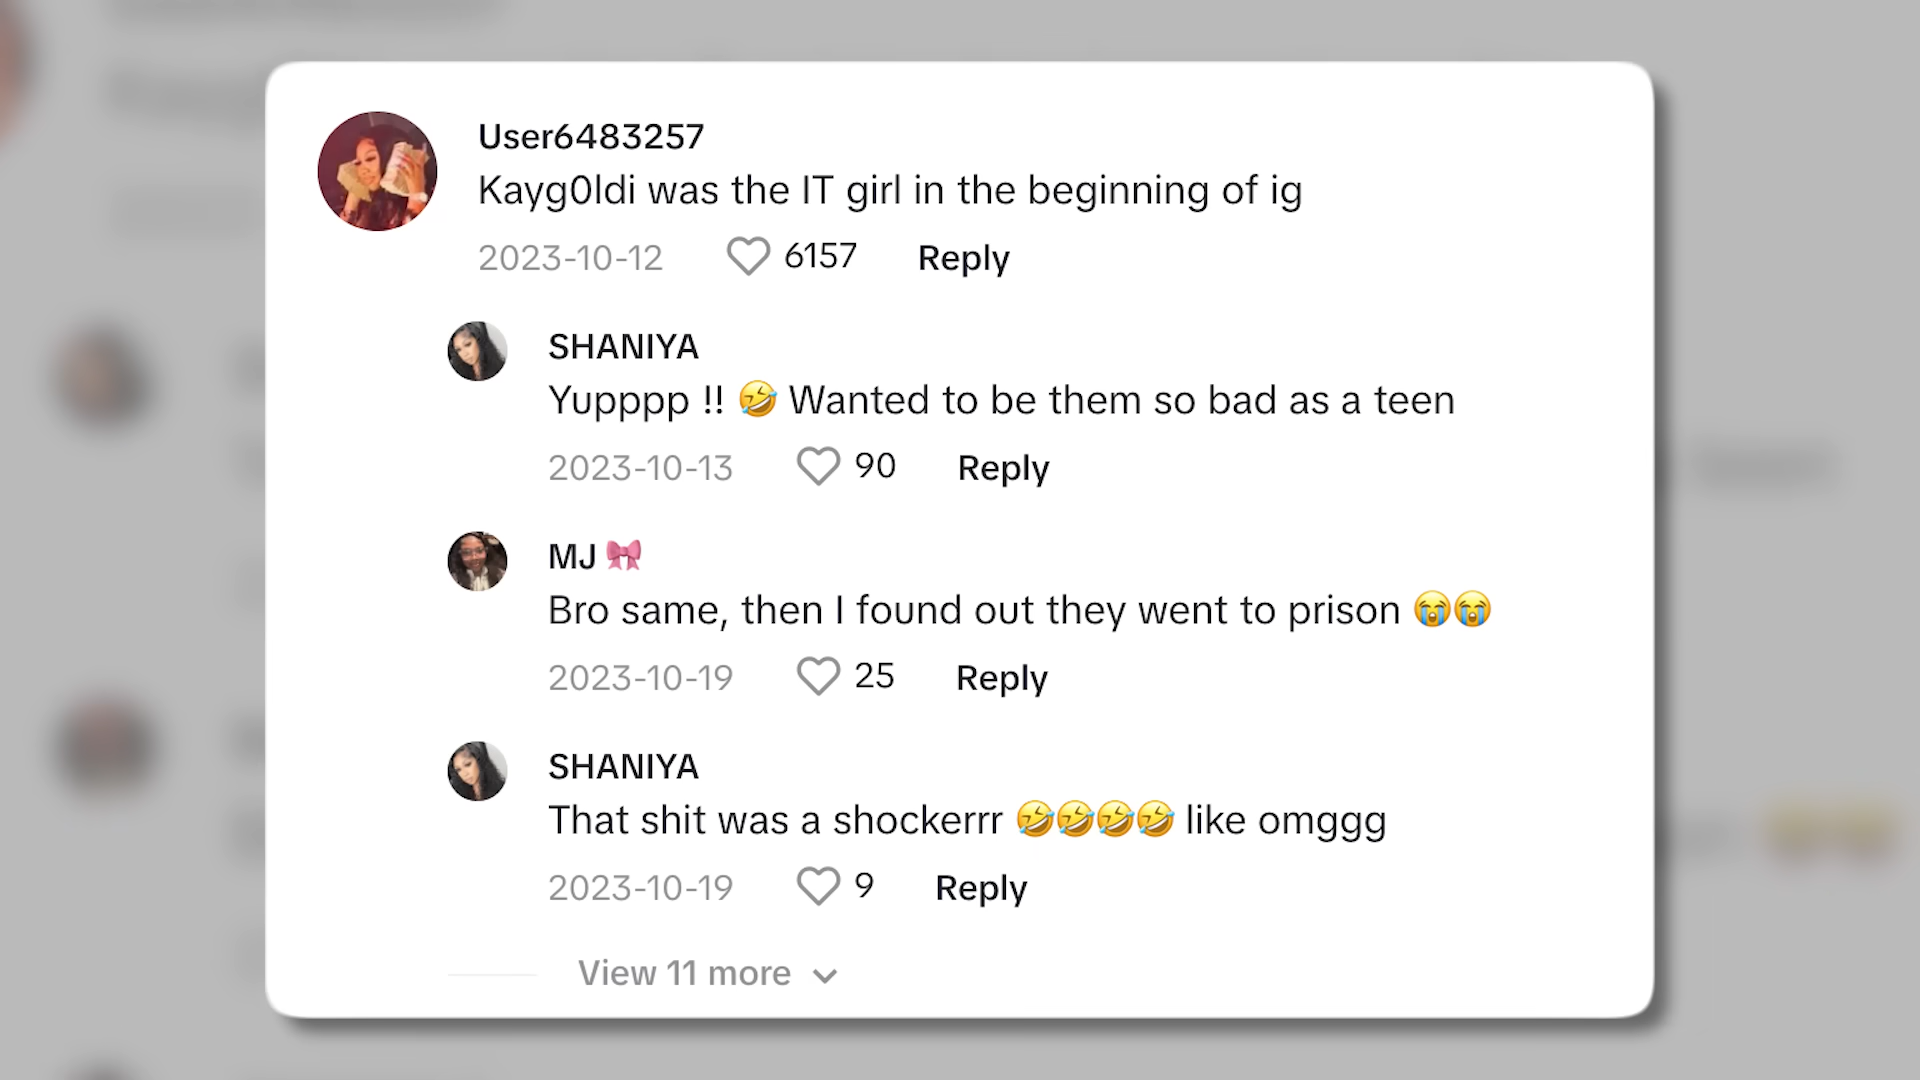 User6483257
Kayg0ldi was the IT girl in the beginning of ig
2023-10-12 6157 Reply
SHANIYA
Yupppp !! 🤣 Wanted to be them so bad as a teen
2023-10-13 90 Reply
MJ 🎀
Bro same, then I found out they went to prison 😭😭
2023-10-19 25 Reply
SHANIYA
That shit was a shockerrr 🤣🤣🤣🤣 like omggg
2023-10-19 9 Reply
View 11 more